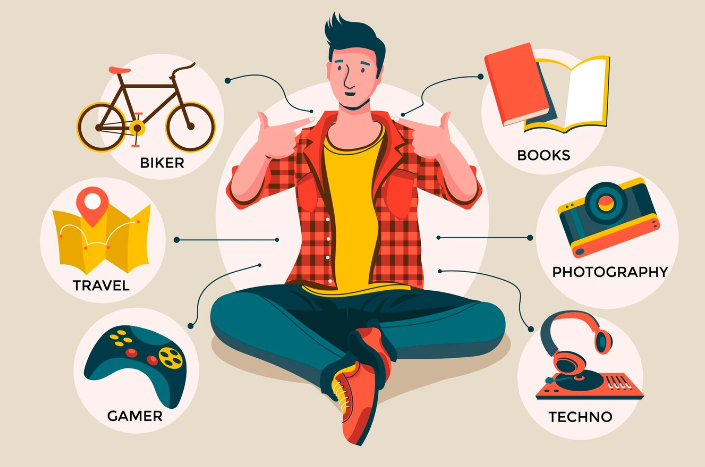 BIKER
BOOKS
TRAVEL
PHOTOGRAPHY
GAMER
TECHNO